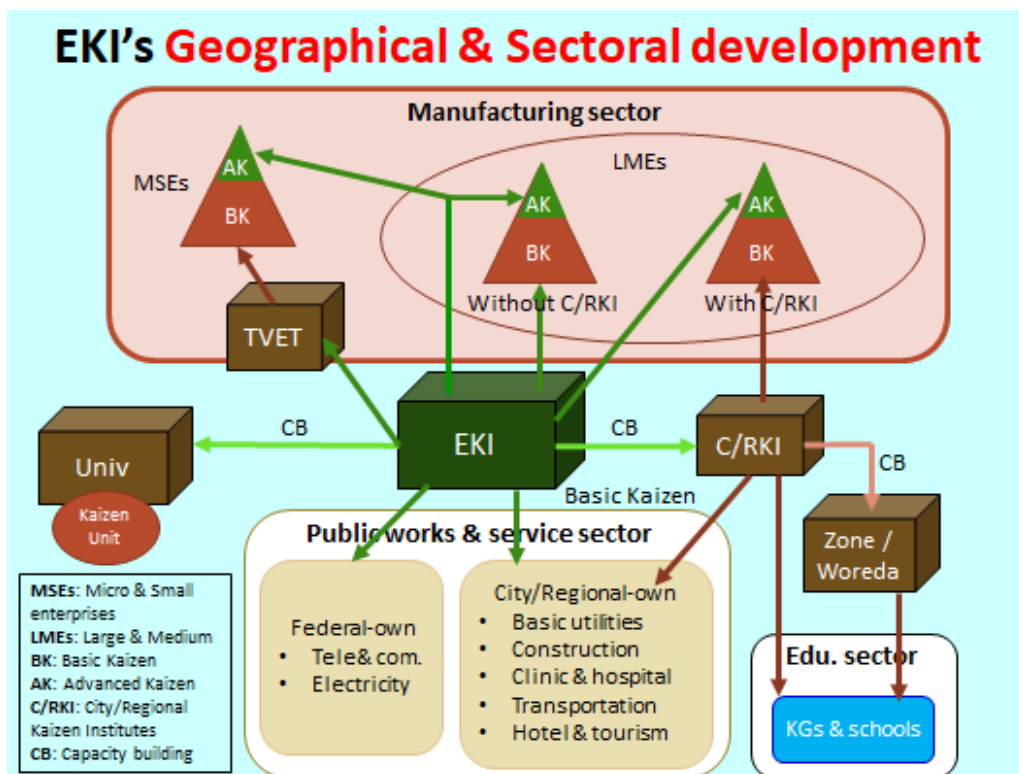 EKI's Geographical & Sectoral development
Manufacturing sector
MSEs
AK
BK
LMEs
AK
BK
Without C/RKI
AK
BK
With C/RKI
TVET
CB
EKI
CB
C/RKI
CB
Univ
Kaizen
Unit
Basic Kaizen
Zone /
Woreda
Public works & service sector
Federal-own
• Tele& com.
• Electricity
City/Regional-own
• Basic utilities
• Construction
• Clinic & hospital
• Transportation
• Hotel & tourism
Edu. sector
KGs & schools
MSEs: Micro & Small
enterprises
LMEs: Large & Medium
BK: Basic Kaizen
AK: Advanced Kaizen
C/RKI: City/Regional
Kaizen Institutes
CB: Capacity building